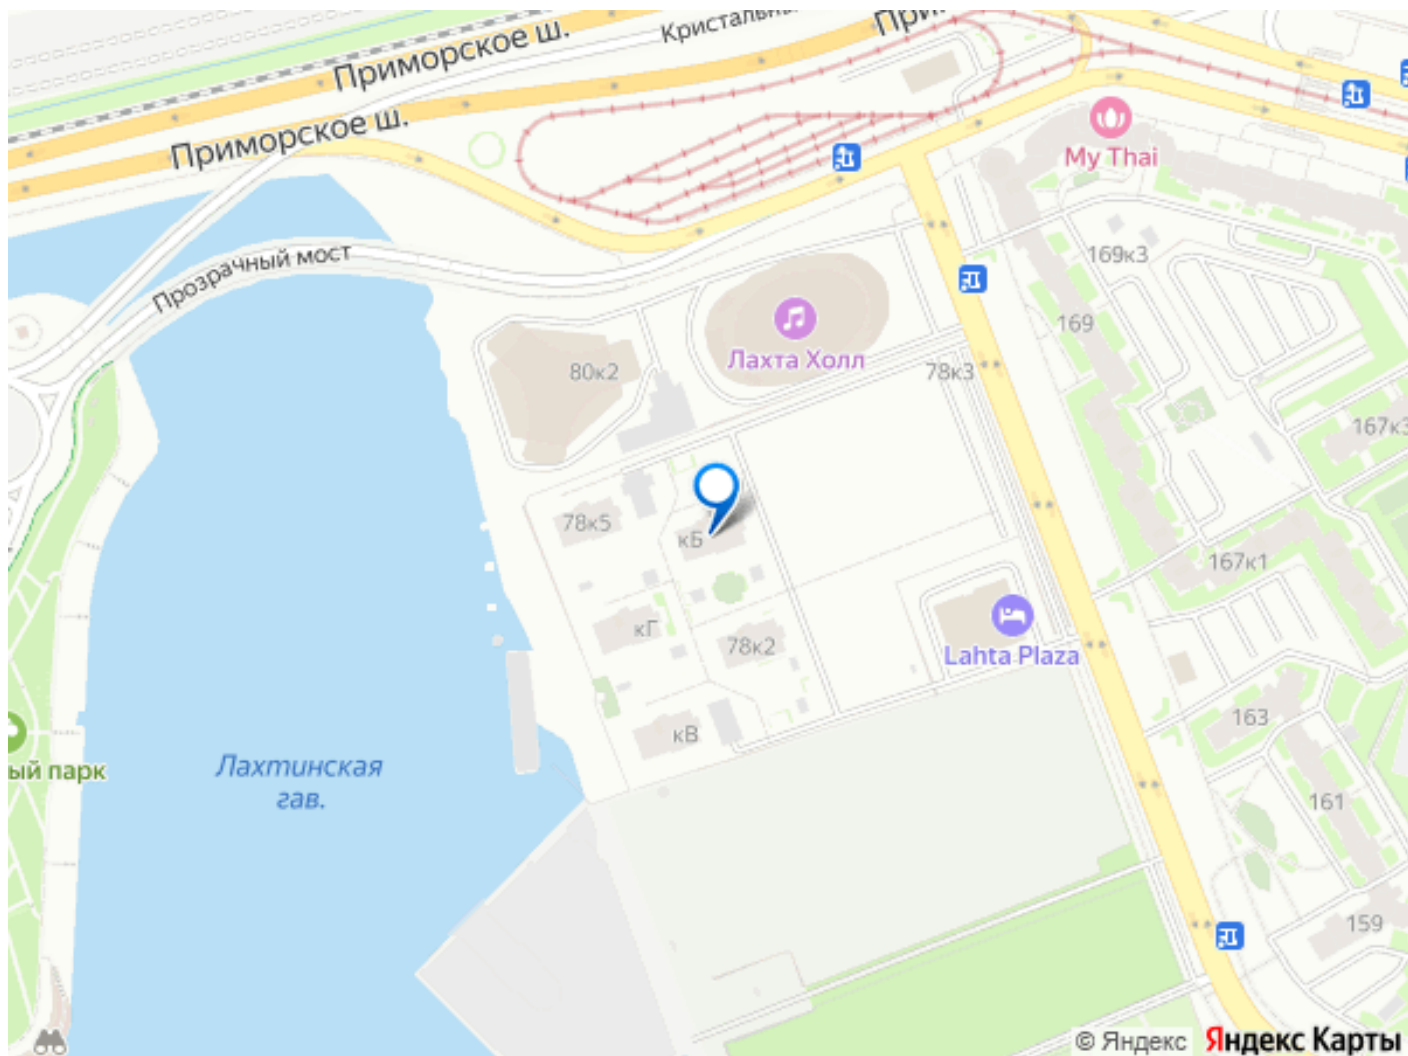 Кристальн
Приморское ш.
Прим
Приморское ш.
My Thai
Прозрачный мост
169к3
169
Лахта Холл
80к2
78к3
167к3
78к5
кБ
167к1
кГ
78к2
Lahta Plaza
163
кВ
ый парк
Лахтинская
гав.
161
159
© Яндекс Яндекс Карты